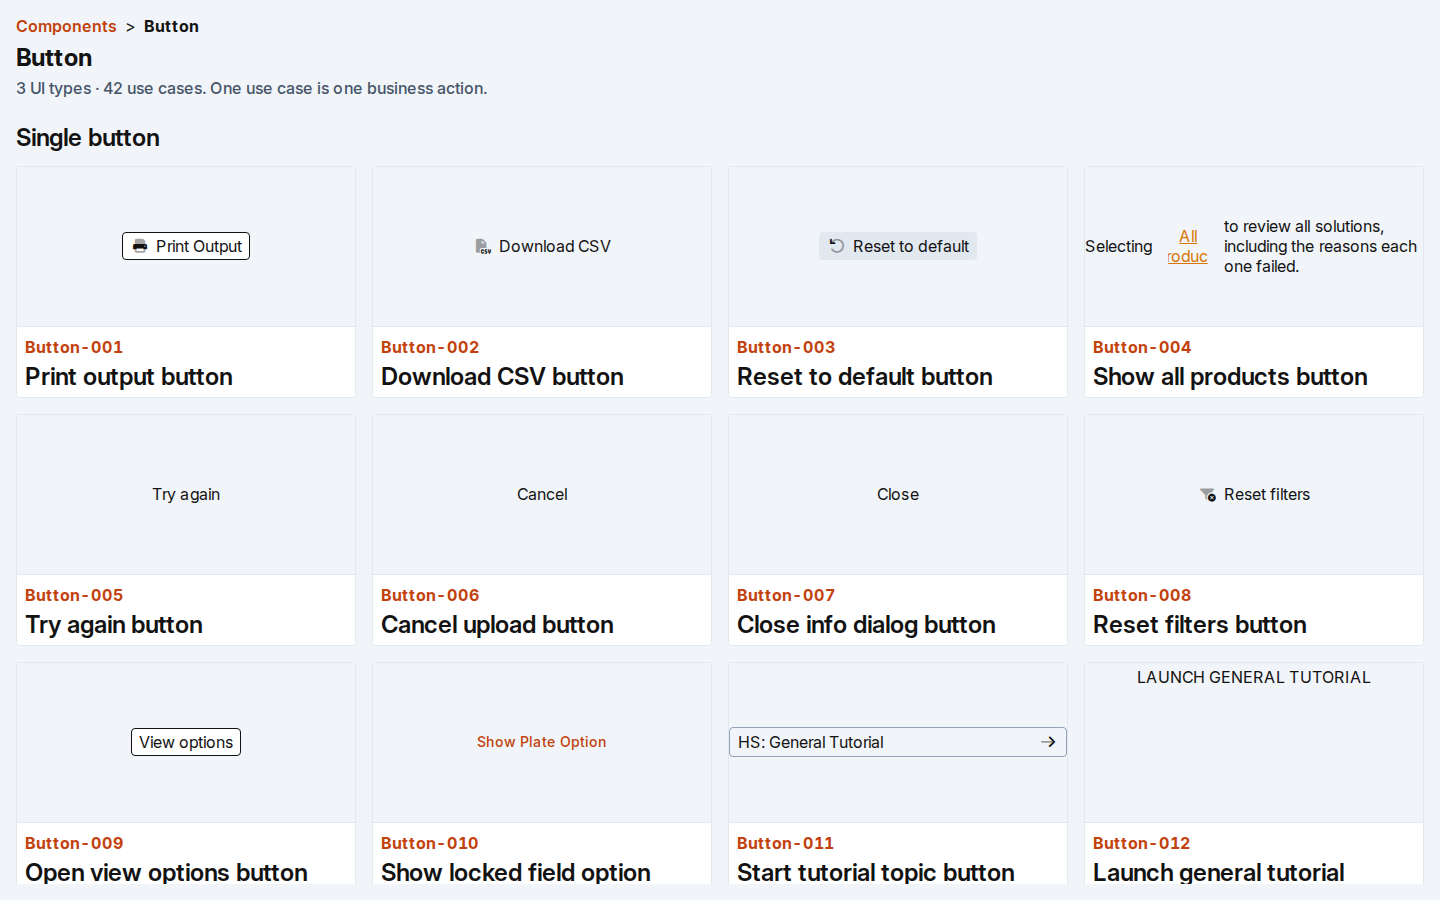 Components > Button
Button
3 UI types · 42 use cases. One use case is one business action.
Single button
Print Output
Button-001
Print output button
Download CSV
Button-002
Download CSV button
Reset to default
Button-003
Reset to default button
Selecting
All
roduc
to review all solutions,
including the reasons each
one failed.
Button-004
Show all products button
Try again
Button-005
Try again button
Cancel
Button-006
Cancel upload button
Close
Button-007
Close info dialog button
Reset filters
Button-008
Reset filters button
View options
Button-009
Open view options button
Show Plate Option
Button-010
Show locked field option
HS: General Tutorial
Button-011
Start tutorial topic button
LAUNCH GENERAL TUTORIAL
Button-012
Launch general tutorial